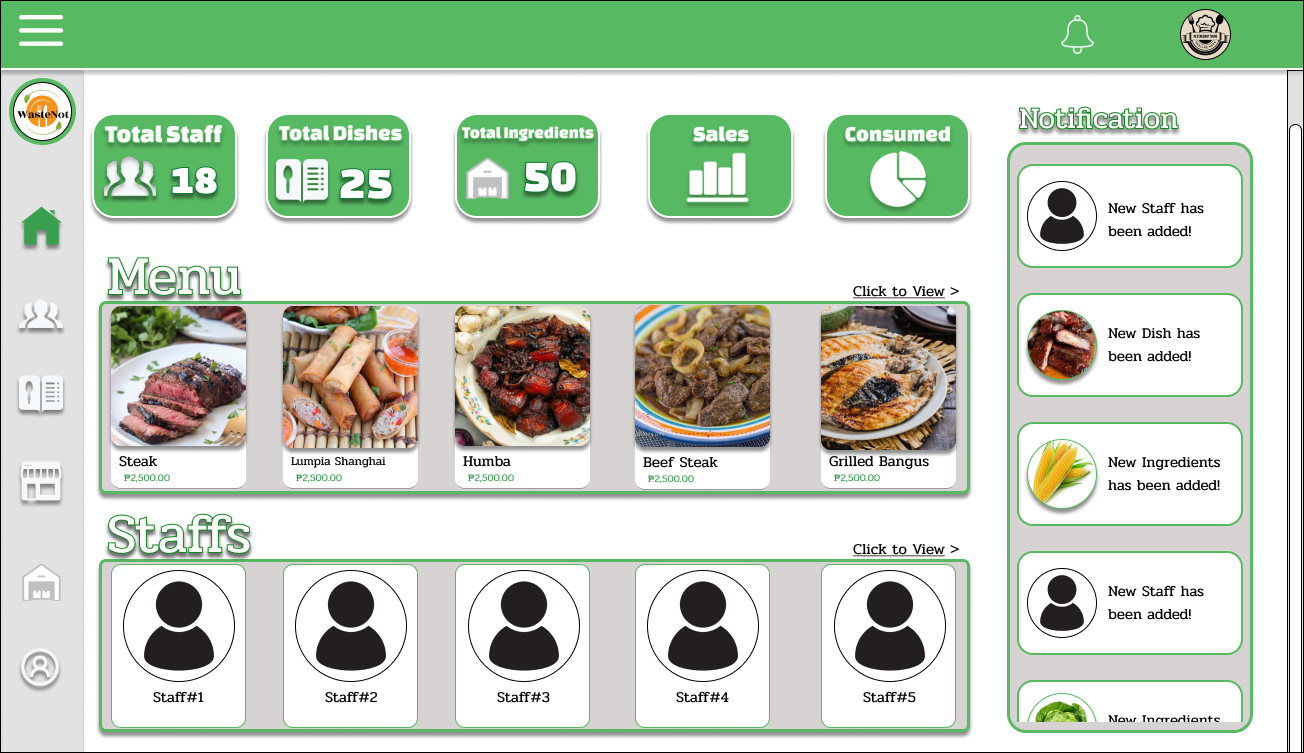 WasteNot
Total Staff
18
Total Dishes
25
Total Ingredients
50
Sales
Consumed
Menu
Click to View >
Steak
₱2,500.00
Lumpia Shanghai
₱2,500.00
Humba
₱2,500.00
Beef Steak
₱2,500.00
Grilled Bangus
₱2,500.00
Staffs
Click to View >
Staff#1
Staff#2
Staff#3
Staff#4
Staff#5
Notification
New Staff has
been added!
New Dish has
been added!
New Ingredients
has been added!
New Staff has
been added!
New Ingredients